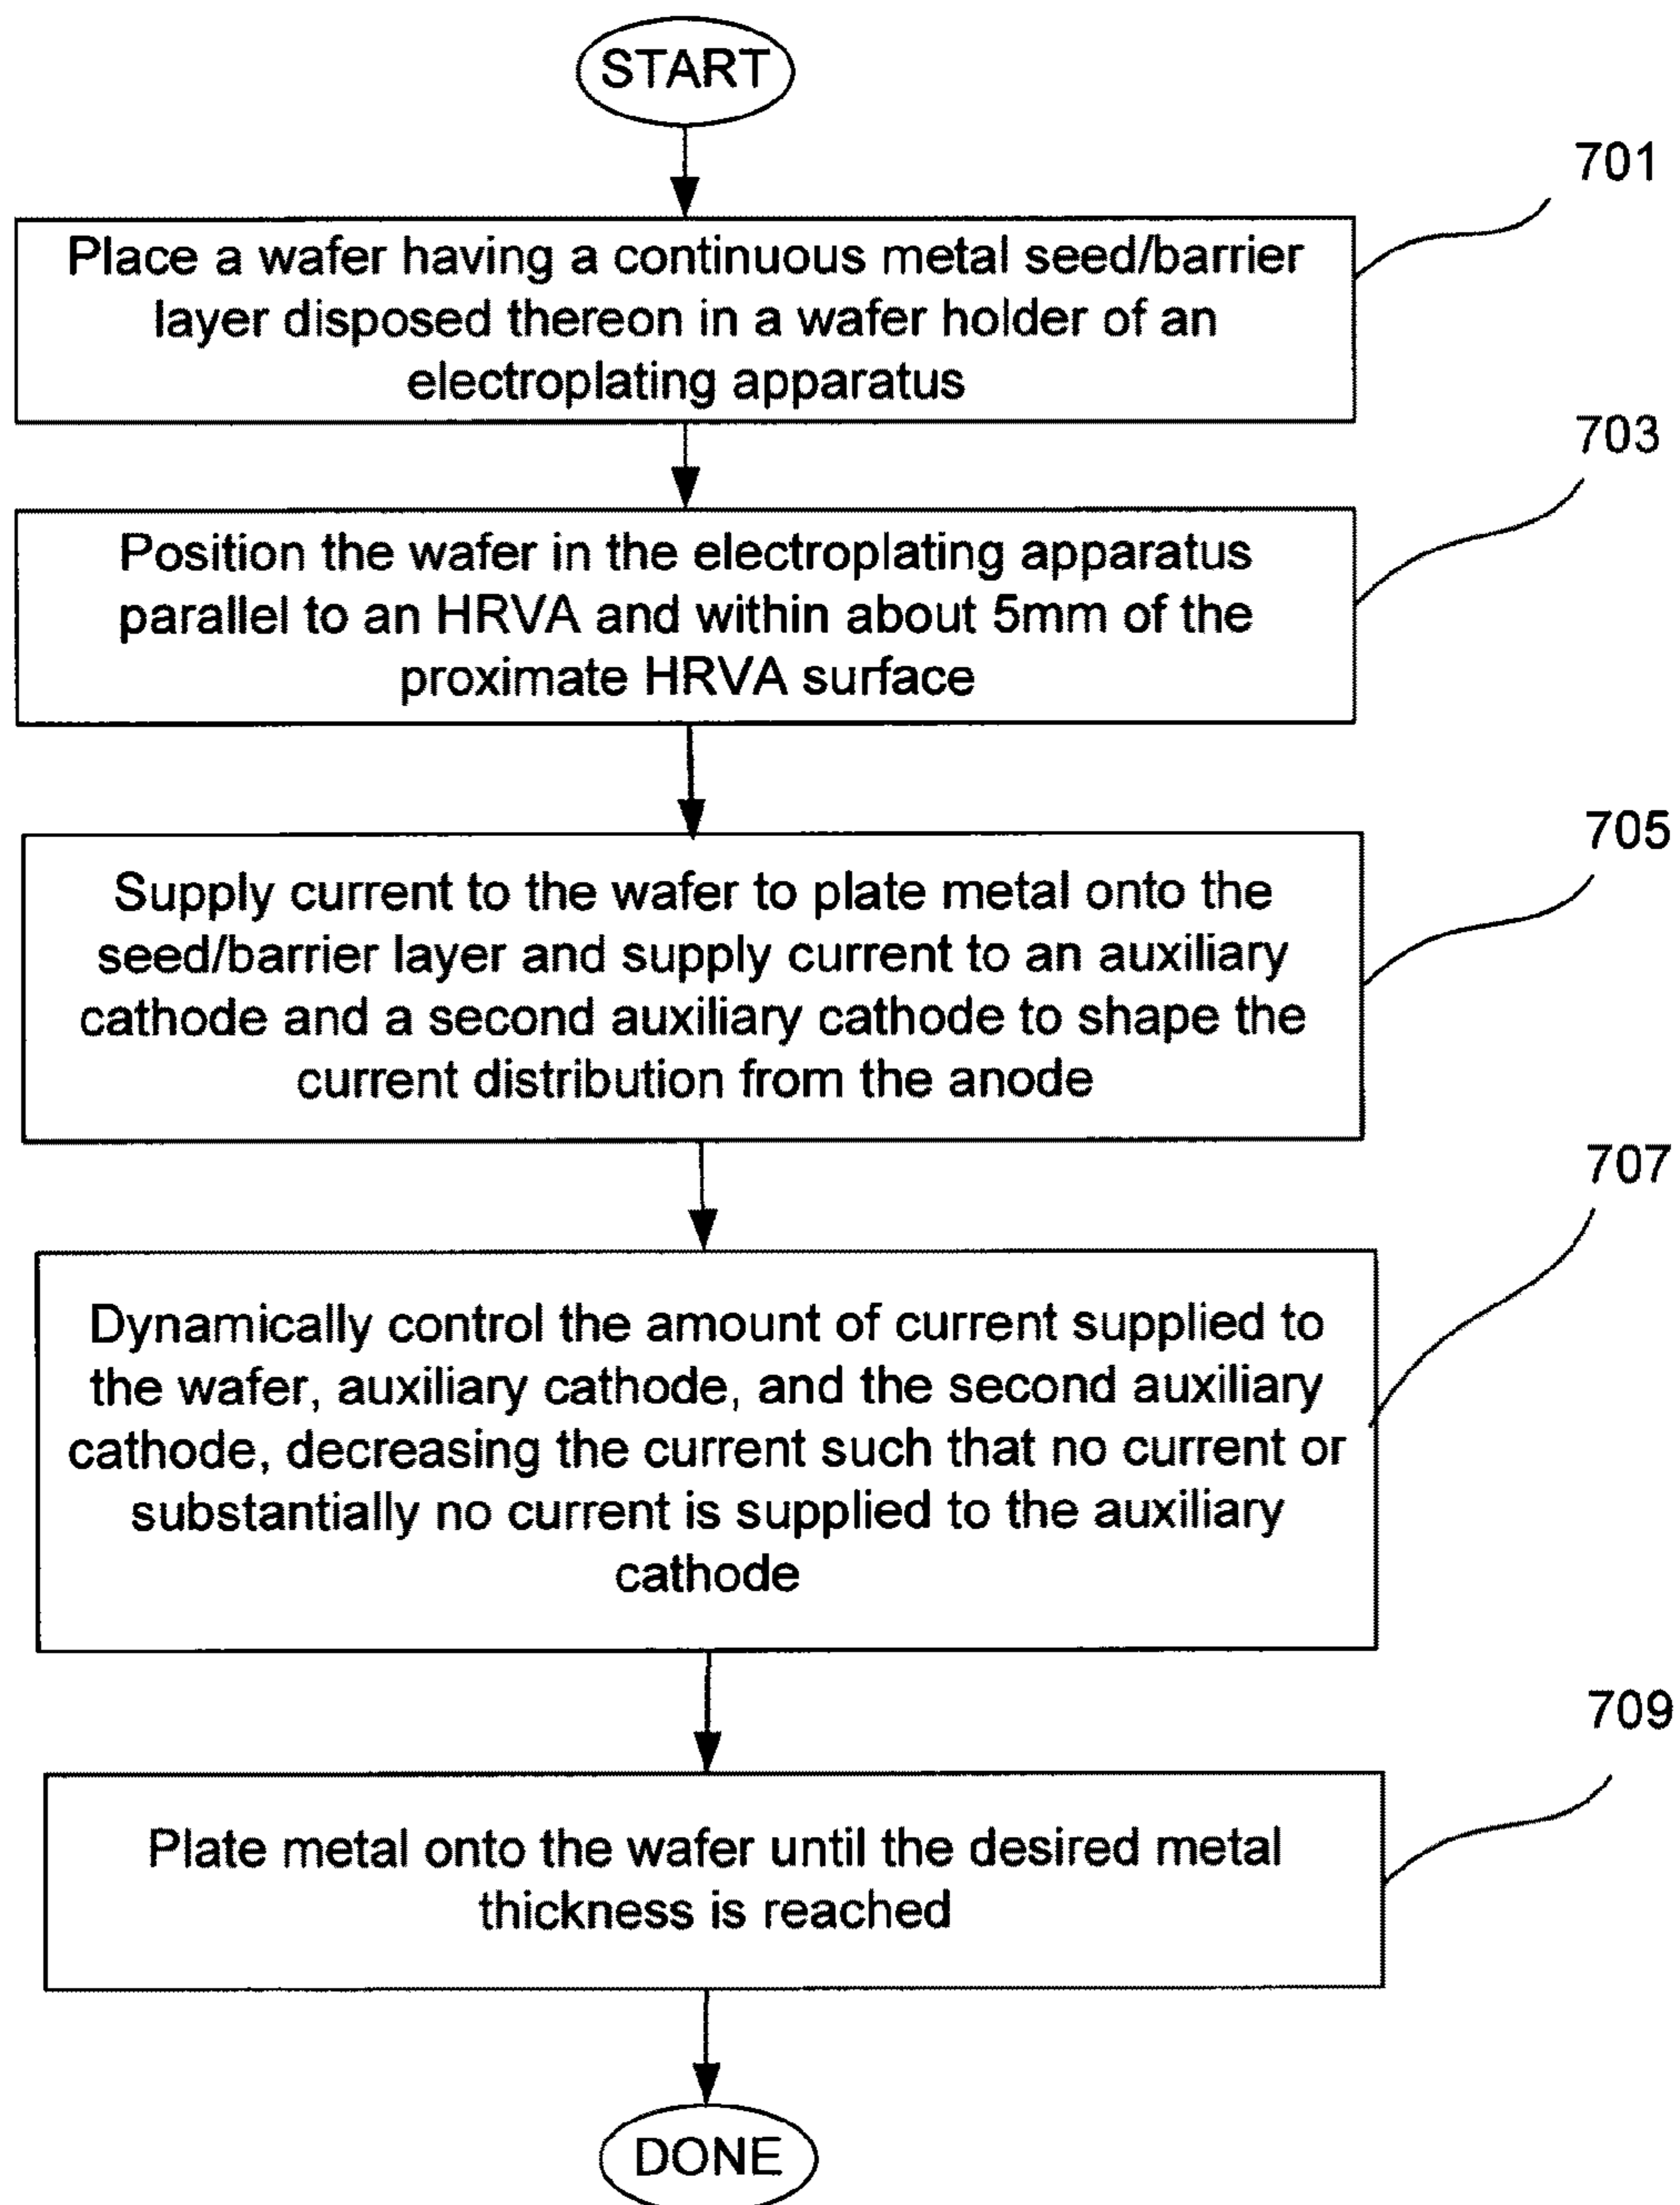 START
701
Place a wafer having a continuous metal seed/barrier
layer disposed thereon in a wafer holder of an
electroplating apparatus
703
Position the wafer in the electroplating apparatus
parallel to an HRVA and within about 5mm of the
proximate HRVA surface
705
Supply current to the wafer to plate metal onto the
seed/barrier layer and supply current to an auxiliary
cathode and a second auxiliary cathode to shape the
current distribution from the anode
707
Dynamically control the amount of current supplied to
the wafer, auxiliary cathode, and the second auxiliary
cathode, decreasing the current such that no current or
substantially no current is supplied to the auxiliary
cathode
709
Plate metal onto the wafer until the desired metal
thickness is reached
DONE